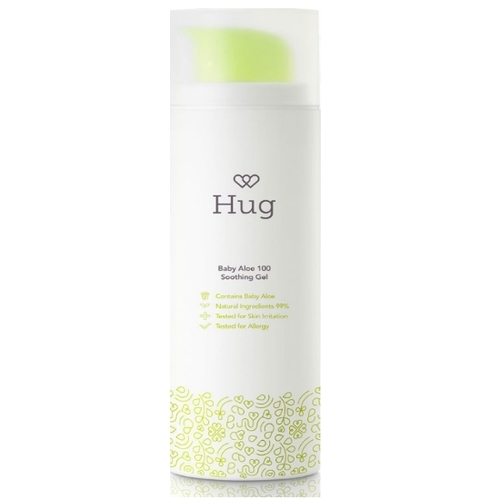 Hug
Baby Aloe 100
Soothing Gel
Contains Baby Aloe
Natural Ingredients 99%
Tested for Skin Irritation
Tested for Allergy